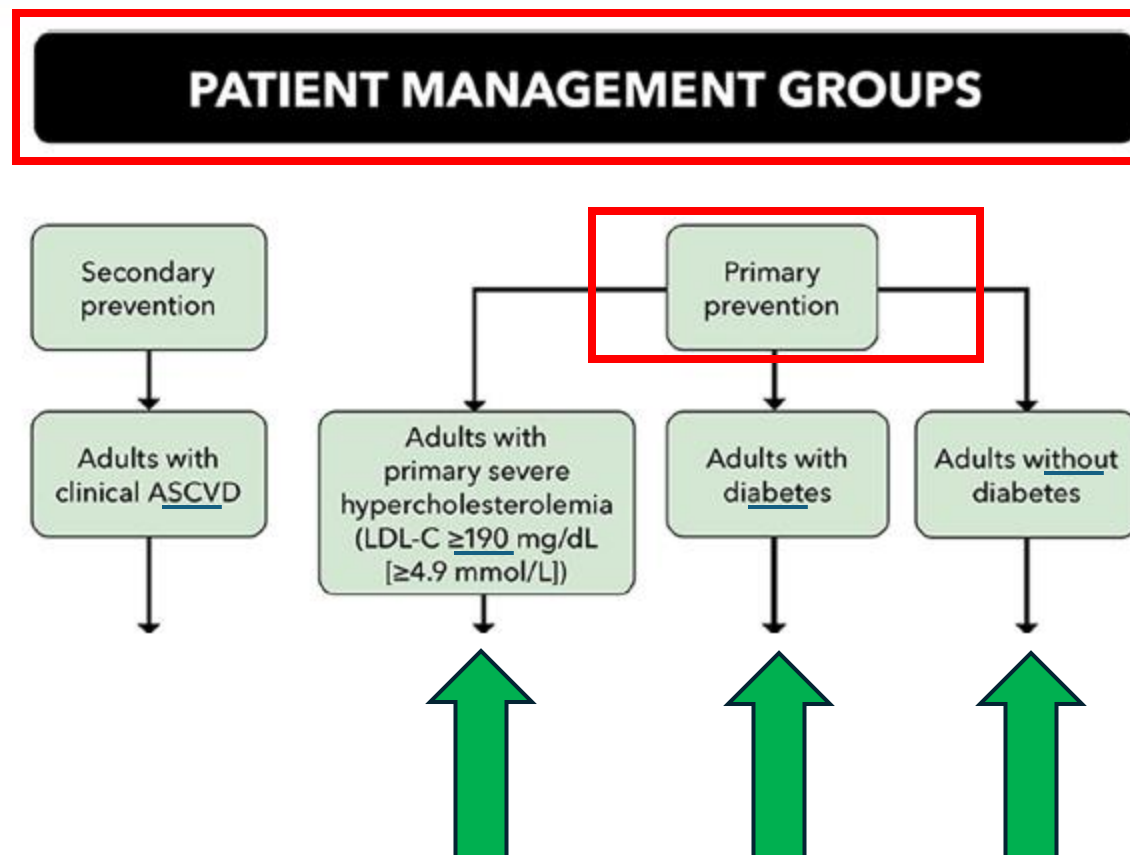 PATIENT MANAGEMENT GROUPS
Secondary
prevention
Primary
prevention
Adults with
clinical ASCVD
Adults with
primary severe
hypercholesterolemia
(LDL-C ≥190 mg/dL
[≥4.9 mmol/L])
Adults with
diabetes
Adults without
diabetes